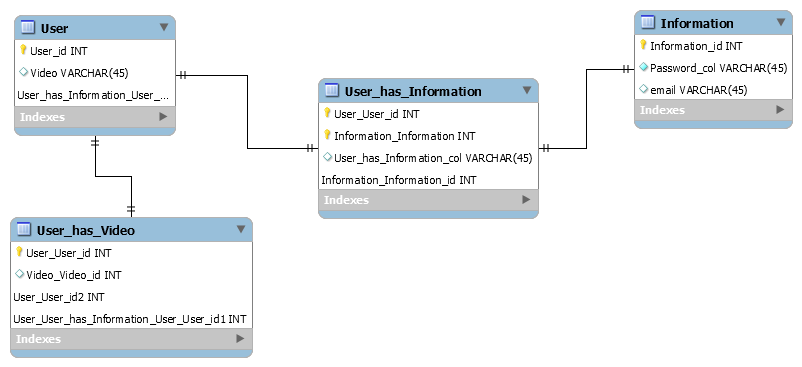 User
User_id INT
Video VARCHAR(45)
User_has_Information_User_...
Indexes
Information
Information_id INT
Password_col VARCHAR(45)
email VARCHAR(45)
Indexes
User_has_Information
User_User_id INT
Information_Information INT
User_has_Information_col VARCHAR(45)
Information_Information_id INT
Indexes
User_has_Video
User_User_id INT
Video_Video_id INT
User_User_id2 INT
User_User_has_Information_User_User_id1 INT
Indexes